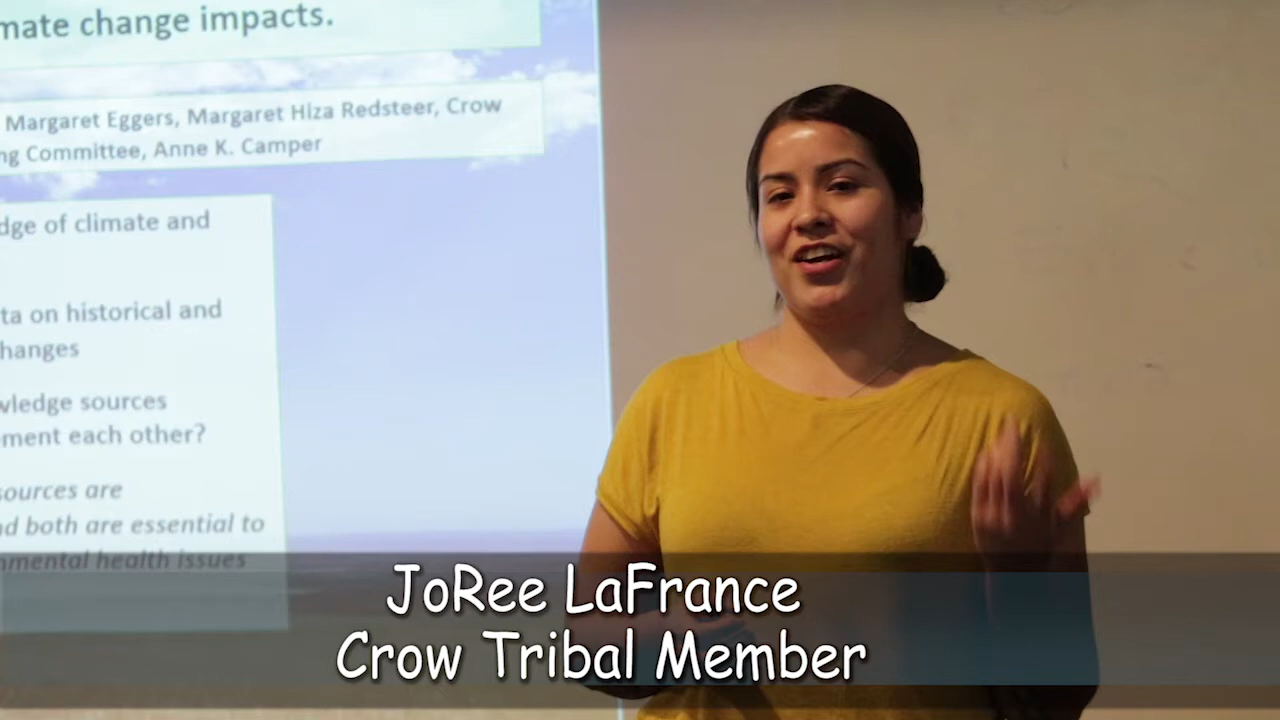 mate change impacts.
Margaret Eggers, Margaret Hiza Redsteer, Crow
ng Committee, Anne K. Camper
dge of climate and
ta on historical and
hanges
wledge sources
ment each other?
sources are
nd both are essential to
nmental health issues
JoRee LaFrance
Crow Tribal Member